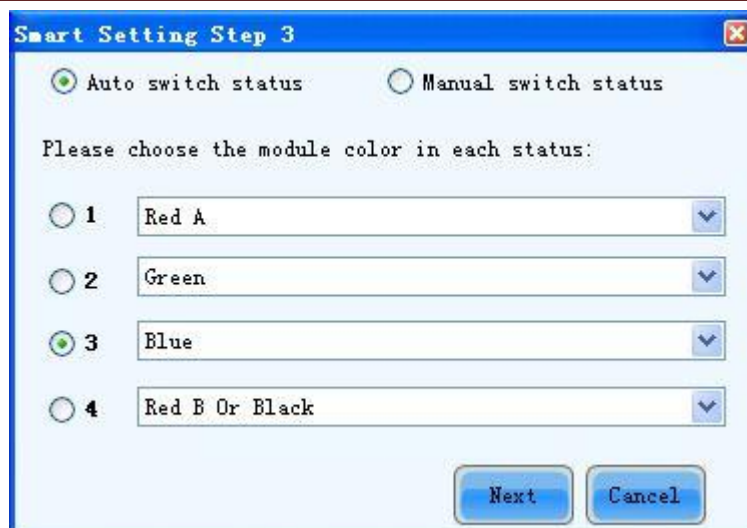 Smart Setting Step 3
Auto switch status Manual switch status
Please choose the module color in each status:
1 Red A
2 Green
3 Blue
4 Red B Or Black
Next Cancel